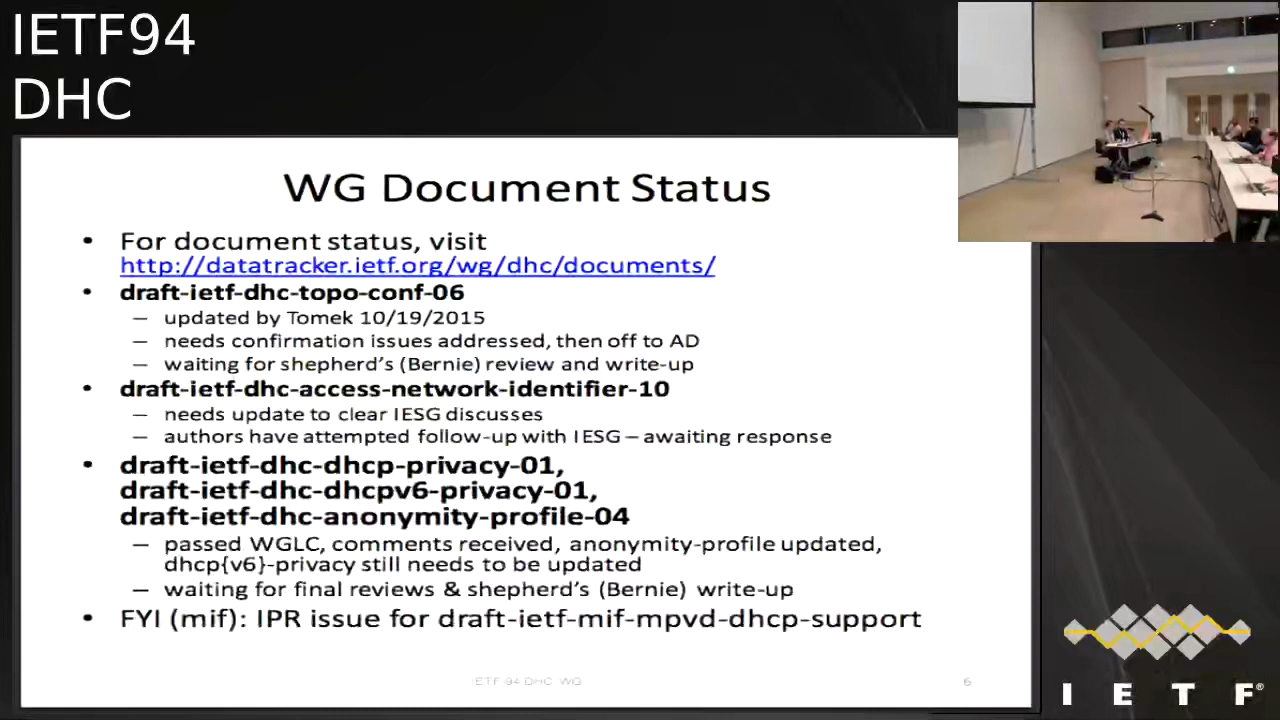 IETF94
DHC
WG Document Status
• For document status, visit
http://datatracker.ietf.org/wg/dhc/documents/
• draft-ietf-dhc-topo-conf-06
– updated by Tomek 10/19/2015
– needs confirmation issues addressed, then off to AD
– waiting for shepherd's (Bernie) review and write-up
• draft-ietf-dhc-access-network-identifier-10
– needs update to clear IESG discusses
– authors have attempted follow-up with IESG – awaiting response
• draft-ietf-dhc-dhcp-privacy-01,
draft-ietf-dhc-dhcpv6-privacy-01,
draft-ietf-dhc-anonymity-profile-04
– passed WGLC, comments received, anonymity-profile updated,
dhcp{v6}-privacy still needs to be updated
– waiting for final reviews & shepherd's (Bernie) write-up
• FYI (mif): IPR issue for draft-ietf-mif-mpvd-dhcp-support
IETF 94 DHC WG
6
I E T F®